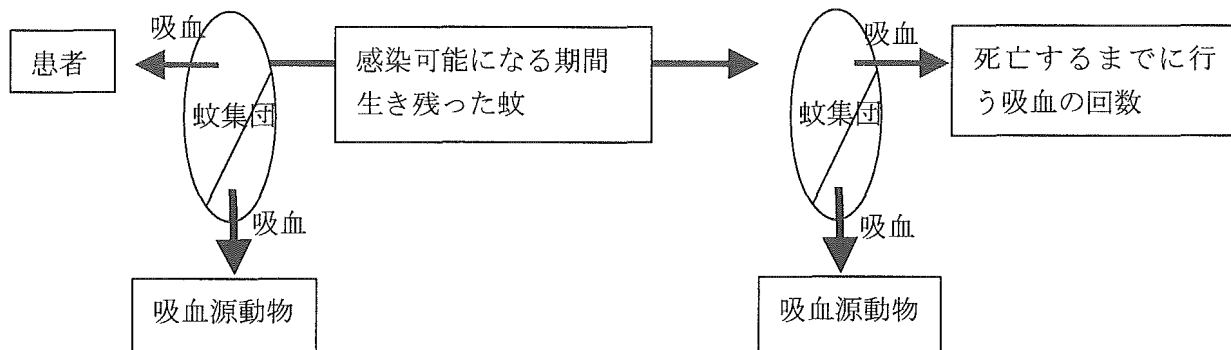 吸血
患者
蚊集団
感染可能になる期間
生き残った蚊
吸血
吸血源動物
吸血
蚊集団
死亡するまでに行
う吸血の回数
吸血
吸血源動物